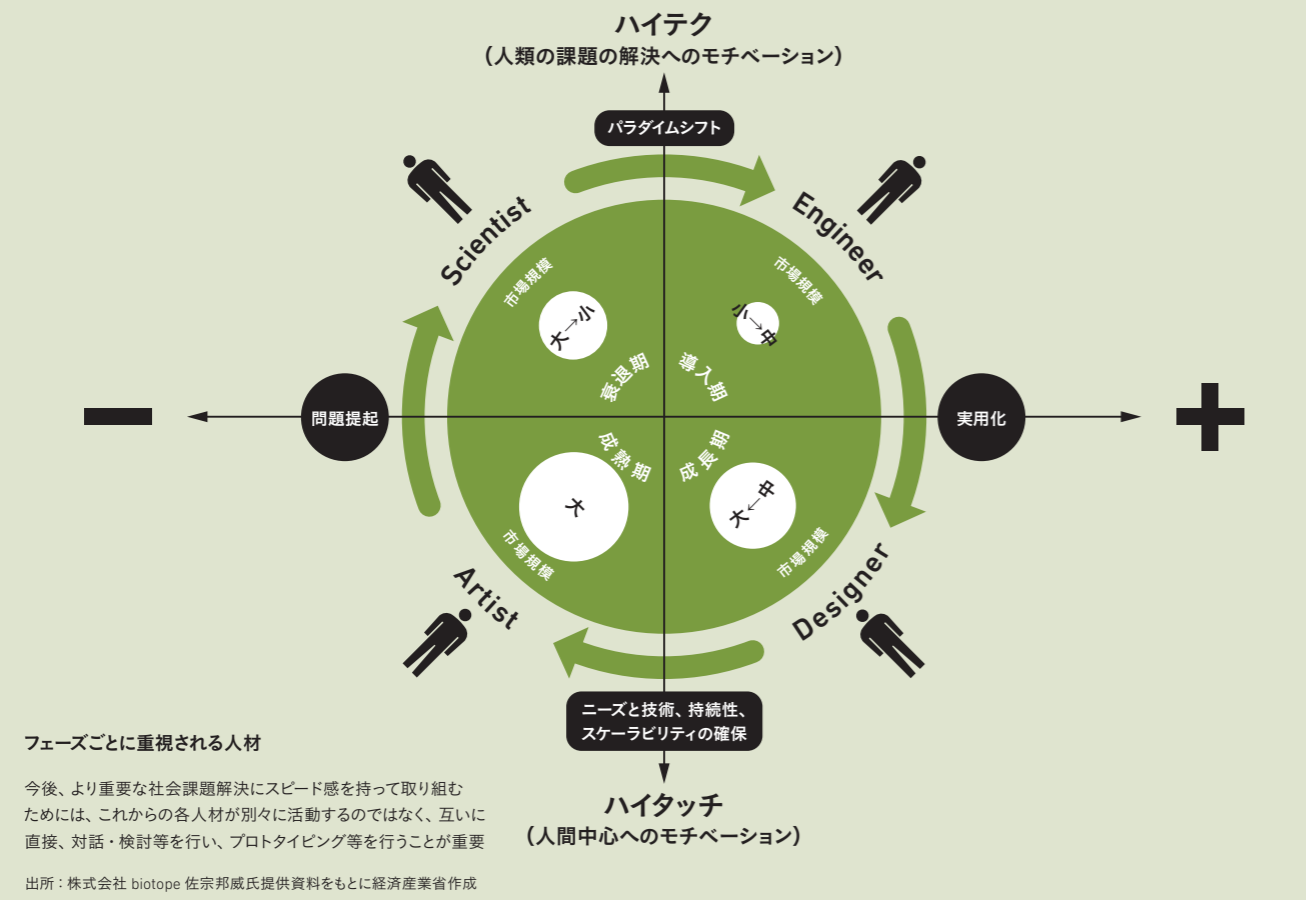 ハイテク
（人類の課題の解決へのモチベーション）
パラダイムシフト
Scientist
Engineer
市場規模
市場規模
大→小
小→中
衰退期
導入期
問題提起
実用化
成熟期
成長期
大
中→大
市場規模
市場規模
Artist
Designer
ニーズと技術、持続性、
スケーラビリティの確保
ハイタッチ
（人間中心へのモチベーション）
フェーズごとに重視される人材
今後、より重要な社会課題解決にスピード感を持って取り組む
ためには、これからの各人材が別々に活動するのではなく、互いに
直接、対話・検討等を行い、プロトタイピング等を行うことが重要
出所：株式会社 biotope 佐宗邦威氏提供資料をもとに経済産業省作成